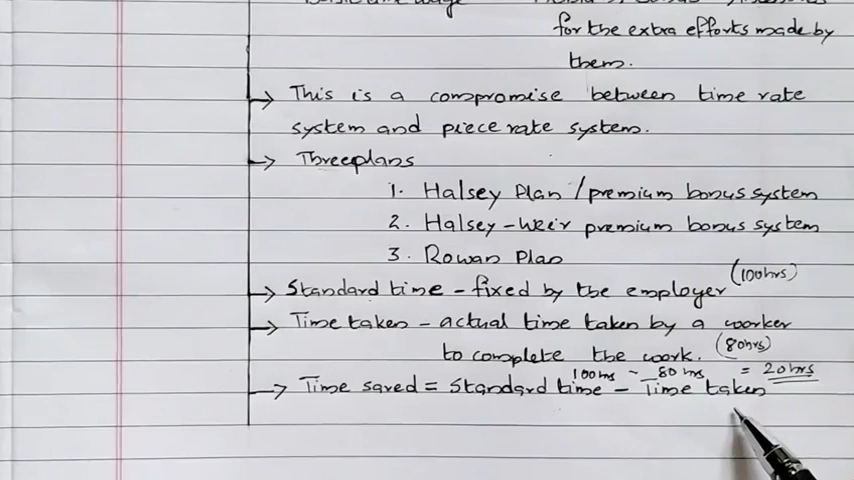 for the extra efforts made by
them.
→ This is a compromise between time rate
system and piece rate system.
→ Three plans
1. Halsey Plan / premium bonus system
2. Halsey - Weir premium bonus system
3. Rowan Plan
(100hrs)
→ Standard time - fixed by the employer
→ Time taken - actual time taken by a worker
to complete the work. (80hrs)
100hrs - 80hrs = 20hrs
→ Time saved = Standard time - Time taken